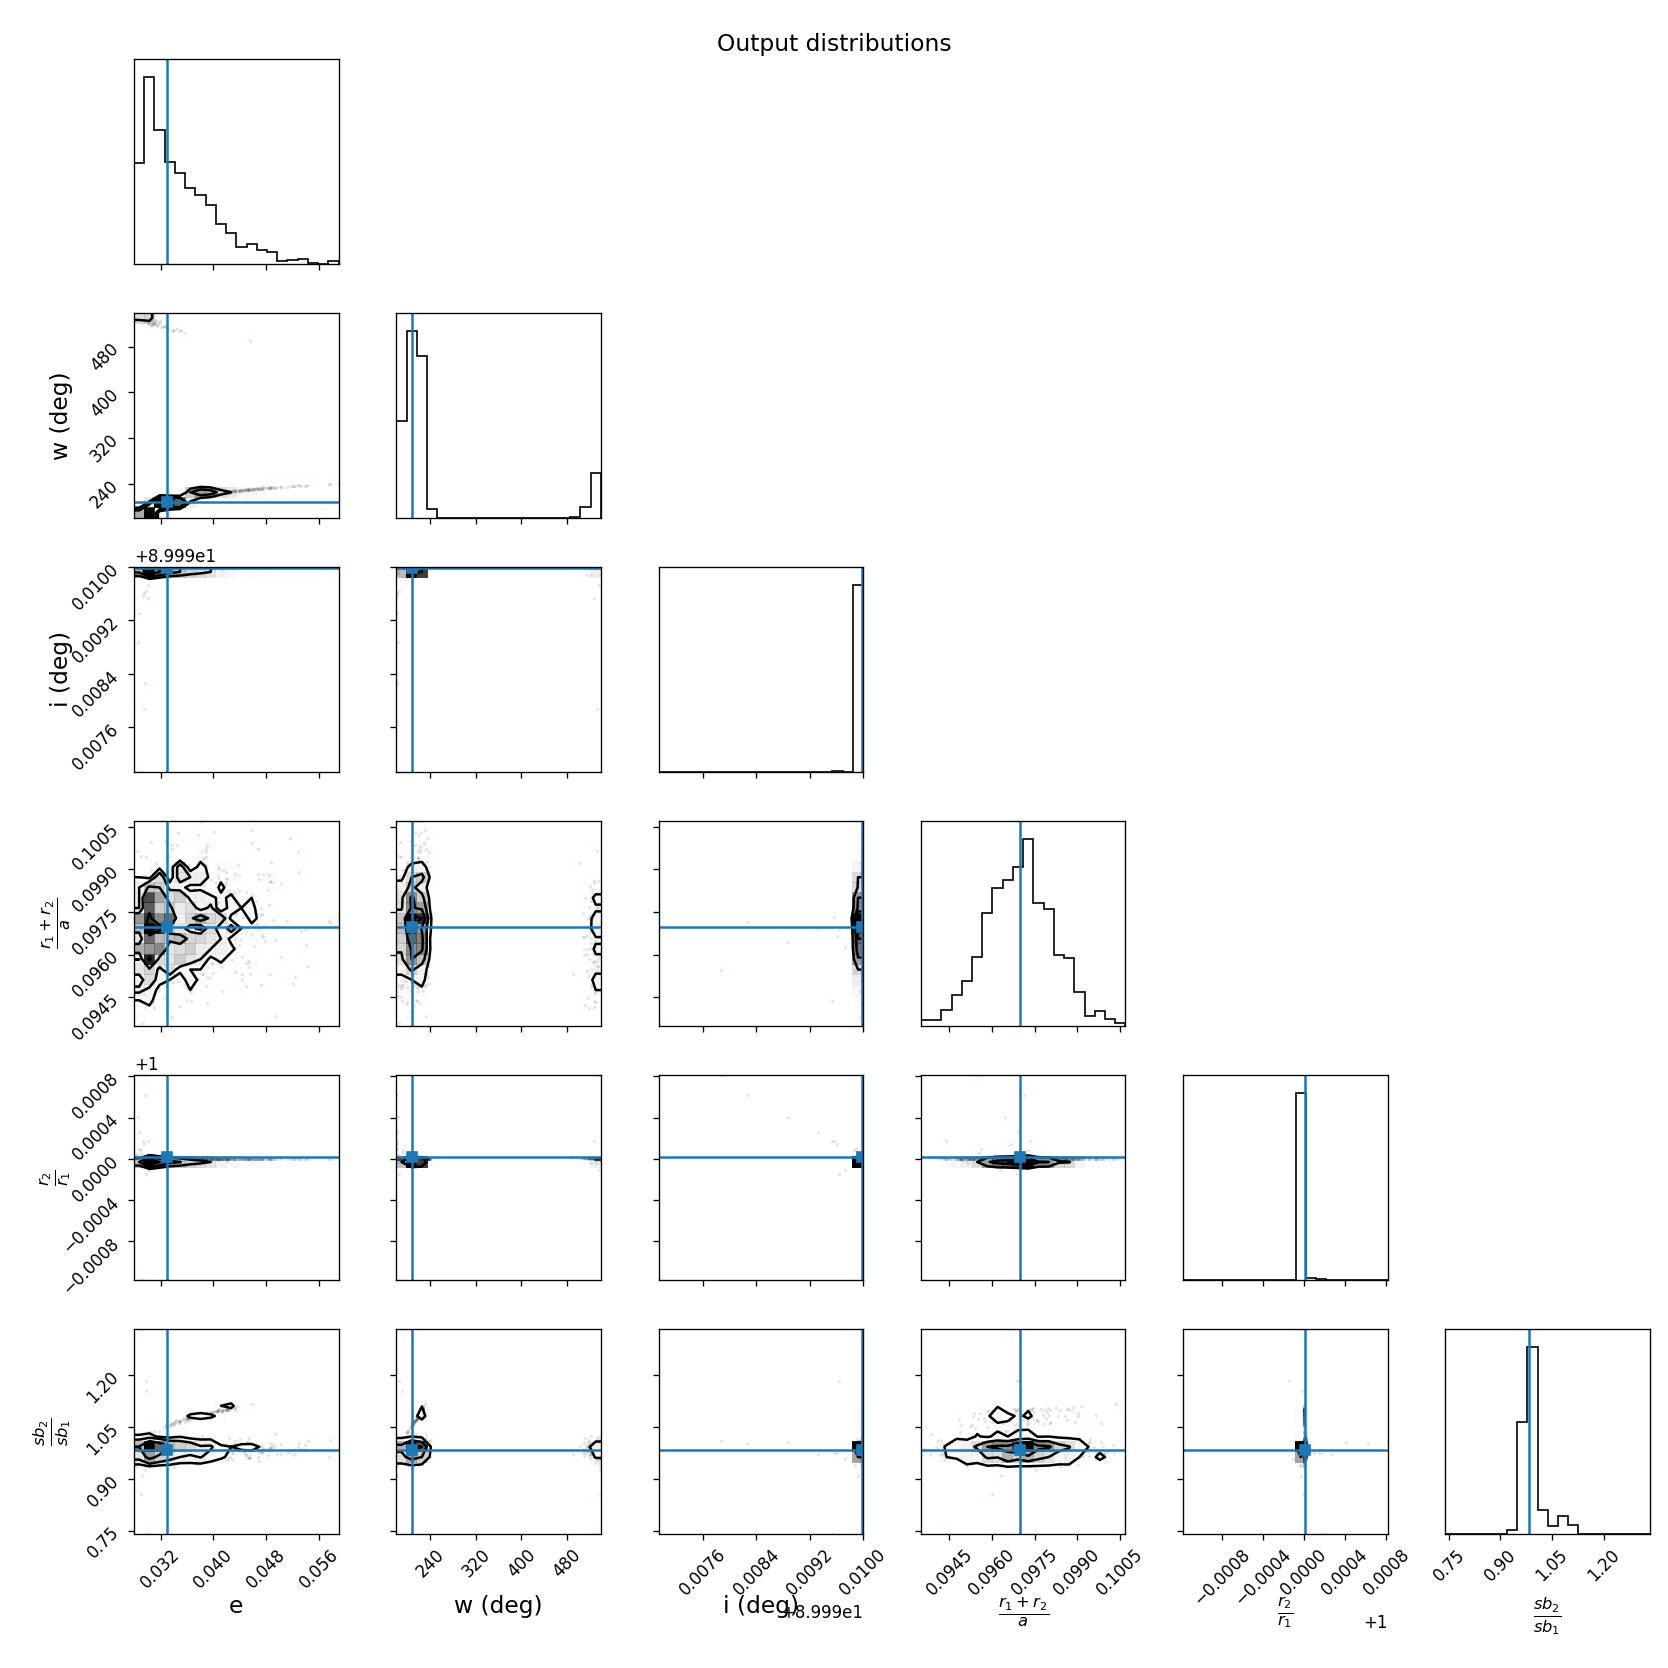 Output distributions
w (deg)
480
400
320
240
+8.999e1
i (deg)
0.0100
0.0092
0.0084
0.0076
r₁ + r₂
a
0.1005
0.0990
0.0975
0.0960
0.0945
+1
r₂
r₁
0.0008
0.0004
0.0000
−0.0004
−0.0008
sb₂
sb₁
1.20
1.05
0.90
0.75
0.032 0.040 0.048 0.056
240 320 400 480
0.0076 0.0084 0.0092 0.0100
0.0945 0.0960 0.0975 0.0990 0.1005
−0.0008 −0.0004 0.0000 0.0004 0.0008
0.75 0.90 1.05 1.20
e
w (deg)
i (deg)
+8.999e1
r₁ + r₂
a
r₂
r₁
+1
sb₂
sb₁